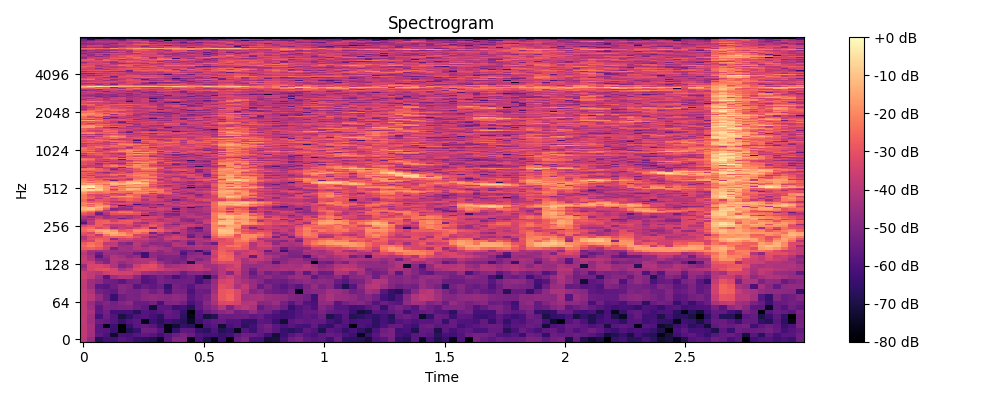 Spectrogram
Hz
4096
2048
1024
512
256
128
64
0
0
0.5
1
1.5
2
2.5
Time
+0 dB
-10 dB
-20 dB
-30 dB
-40 dB
-50 dB
-60 dB
-70 dB
-80 dB